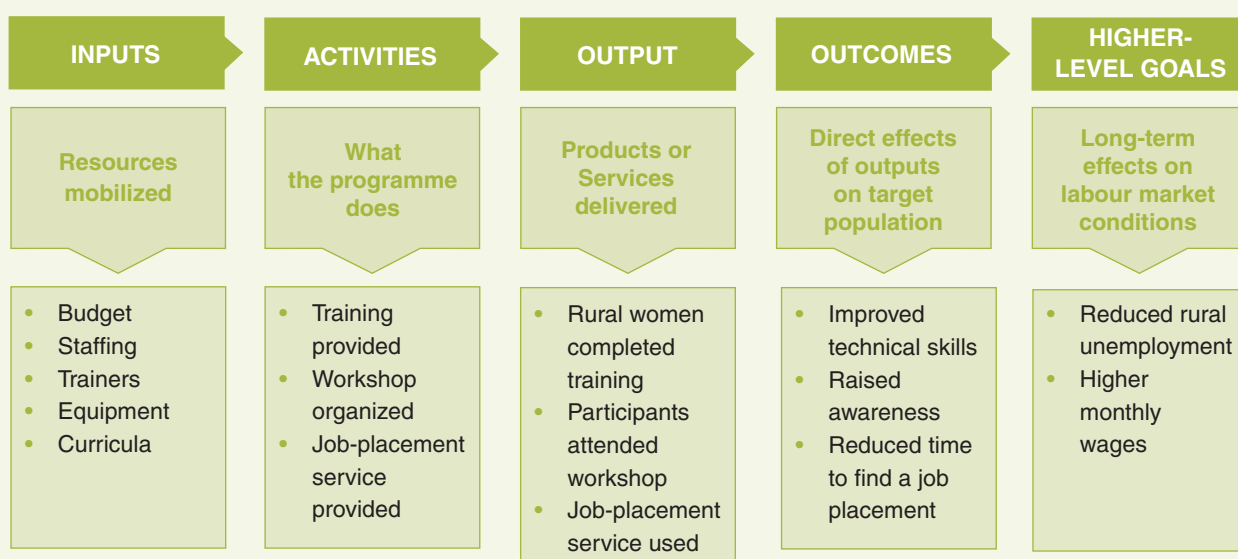 INPUTS
Resources
mobilized
Budget
Staffing
Trainers
Equipment
Curricula
ACTIVITIES
What
the programme
does
Training
provided
Workshop
organized
Job-placement
service
provided
OUTPUT
Products or
Services
delivered
Rural women
completed
training
Participants
attended
workshop
Job-placement
service used
OUTCOMES
Direct effects
of outputs
on target
population
Improved
technical skills
Raised
awareness
Reduced time
to find a job
placement
HIGHER-
LEVEL GOALS
Long-term
effects on
labour market
conditions
Reduced rural
unemployment
Higher
monthly
wages